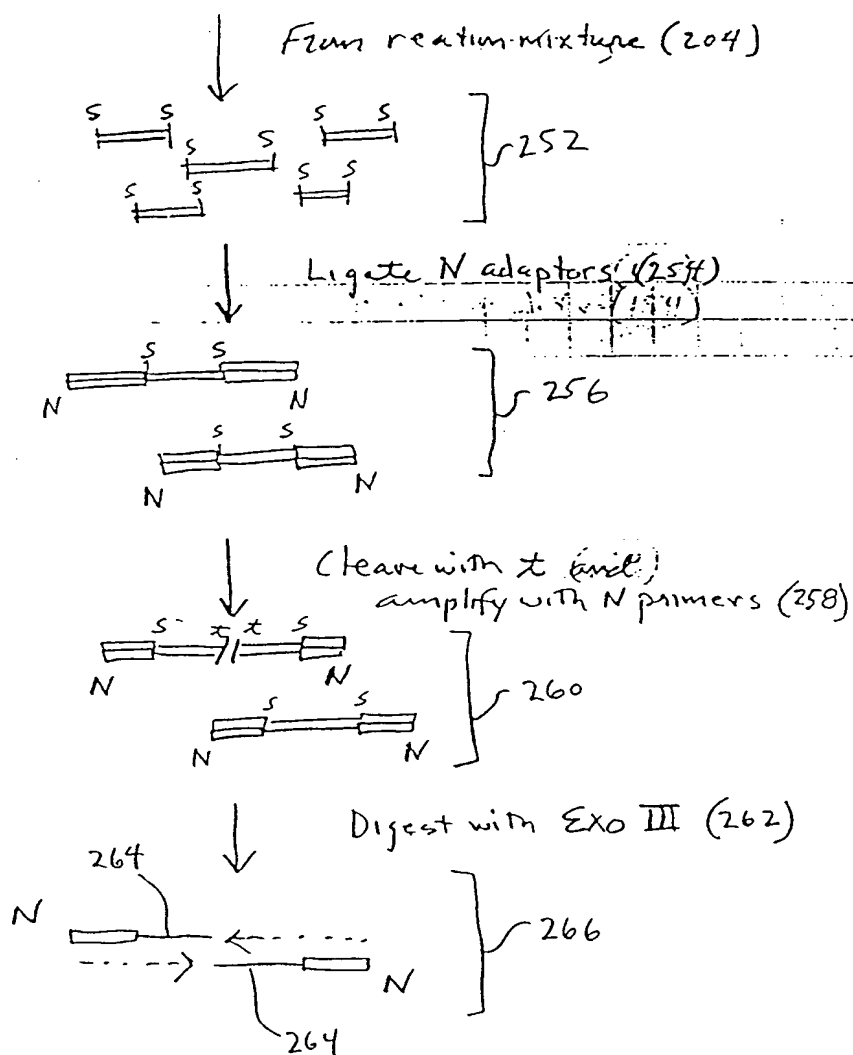 From reation mixture (204)
S S S S
S S S S
S S
252
Ligate N adaptors (254)
S S
N N
256
S S
N N
Cleave with t and
amplify with N primers (258)
S t t S
N N
260
S S
N N
Digest with Exo III (262)
264
N
266
N
264